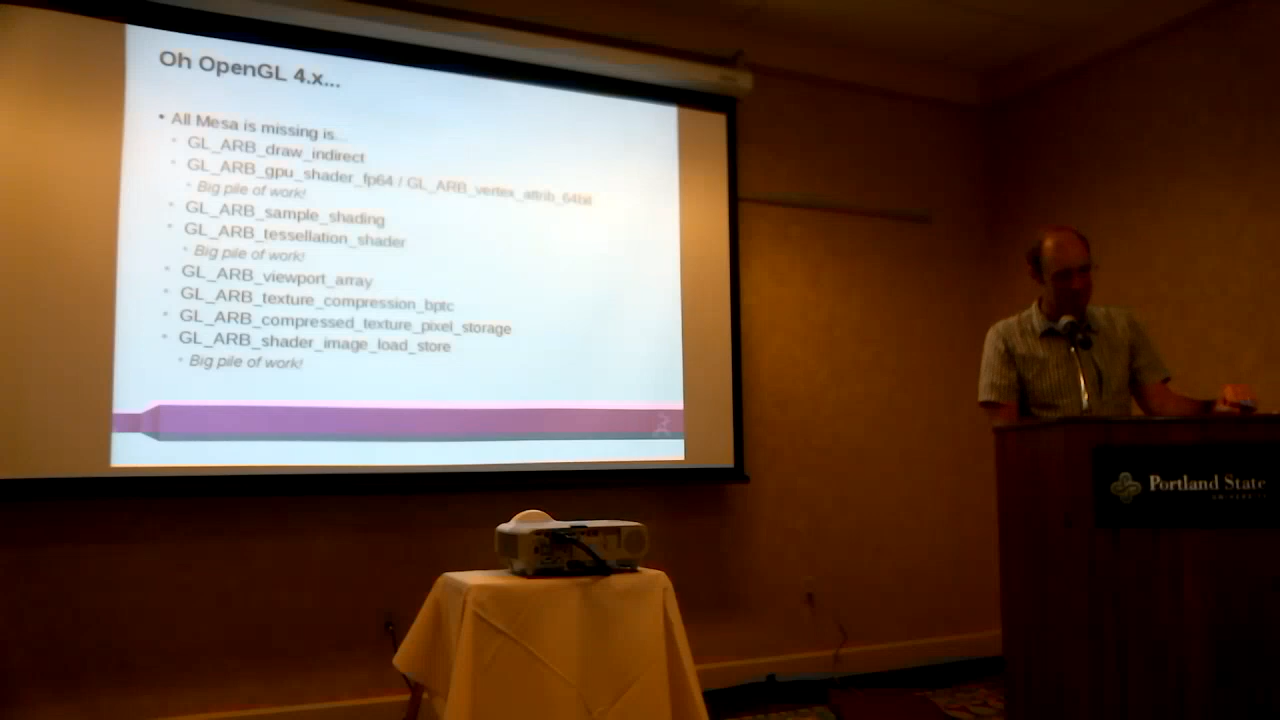 Oh OpenGL 4.x...
• All Mesa is missing is...
• GL_ARB_draw_indirect
• GL_ARB_gpu_shader_fp64 / GL_ARB_vertex_attrib_64bit
• Big pile of work!
• GL_ARB_sample_shading
• GL_ARB_tessellation_shader
• Big pile of work!
• GL_ARB_viewport_array
• GL_ARB_texture_compression_bptc
• GL_ARB_compressed_texture_pixel_storage
• GL_ARB_shader_image_load_store
• Big pile of work!
Portland State
UNIVERSITY